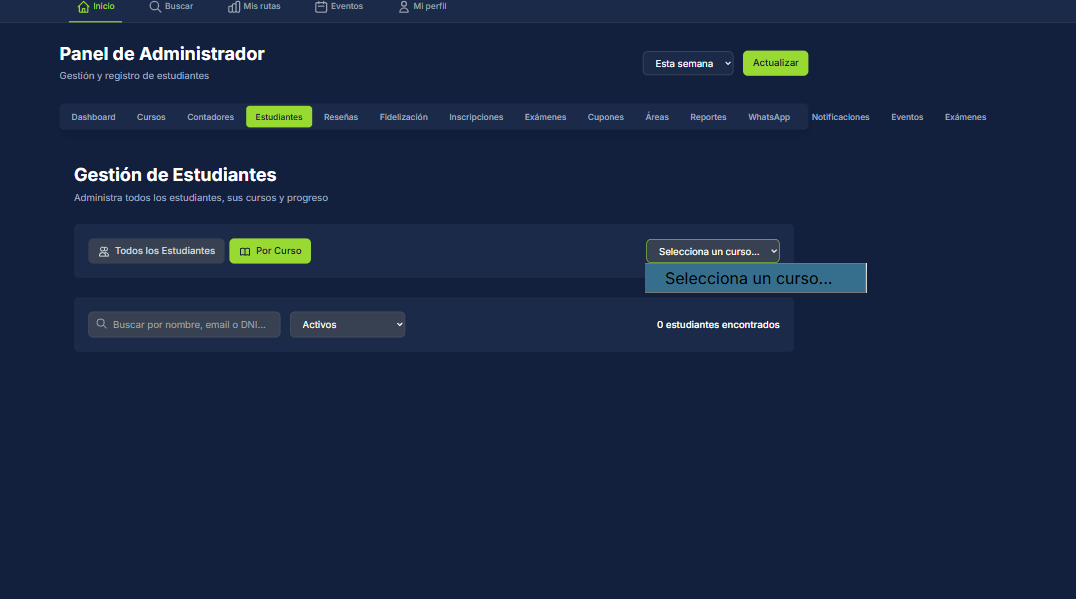 Inicio Buscar Mis rutas Eventos Mi perfil
Panel de Administrador
Gestión y registro de estudiantes
Esta semana Actualizar
Dashboard Cursos Contadores Estudiantes Reseñas Fidelización Inscripciones Exámenes Cupones Áreas Reportes WhatsApp Notificaciones Eventos Exámenes
Gestión de Estudiantes
Administra todos los estudiantes, sus cursos y progreso
Todos los Estudiantes Por Curso Selecciona un curso...
Selecciona un curso...
Buscar por nombre, email o DNI... Activos 0 estudiantes encontrados